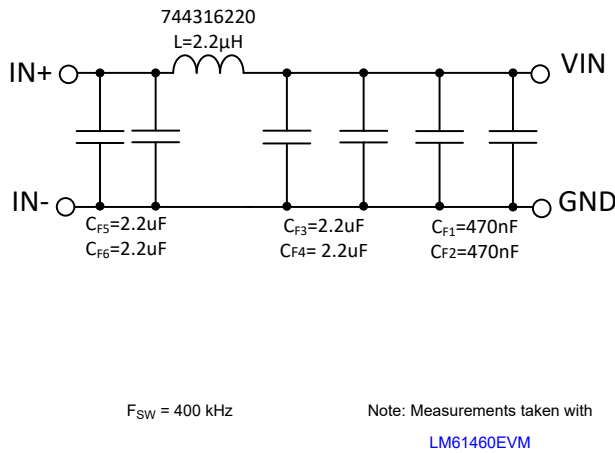 744316220
L=2.2µH
IN+
VIN
IN-
GND
CF5=2.2uF
CF6=2.2uF
CF3=2.2uF
CF4= 2.2uF
CF1=470nF
CF2=470nF
FSW = 400 kHz
Note: Measurements taken with
LM61460EVM